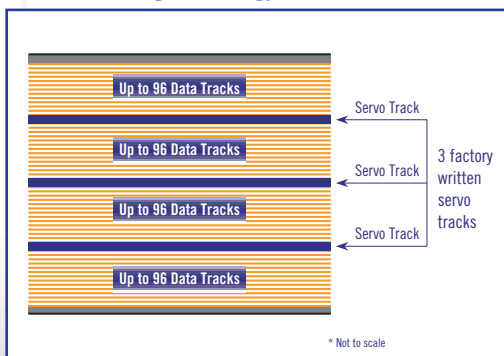 Up to 96 Data Tracks
Servo Track
Up to 96 Data Tracks
Servo Track
Up to 96 Data Tracks
Servo Track
Up to 96 Data Tracks
3 factory
written
servo
tracks
* Not to scale